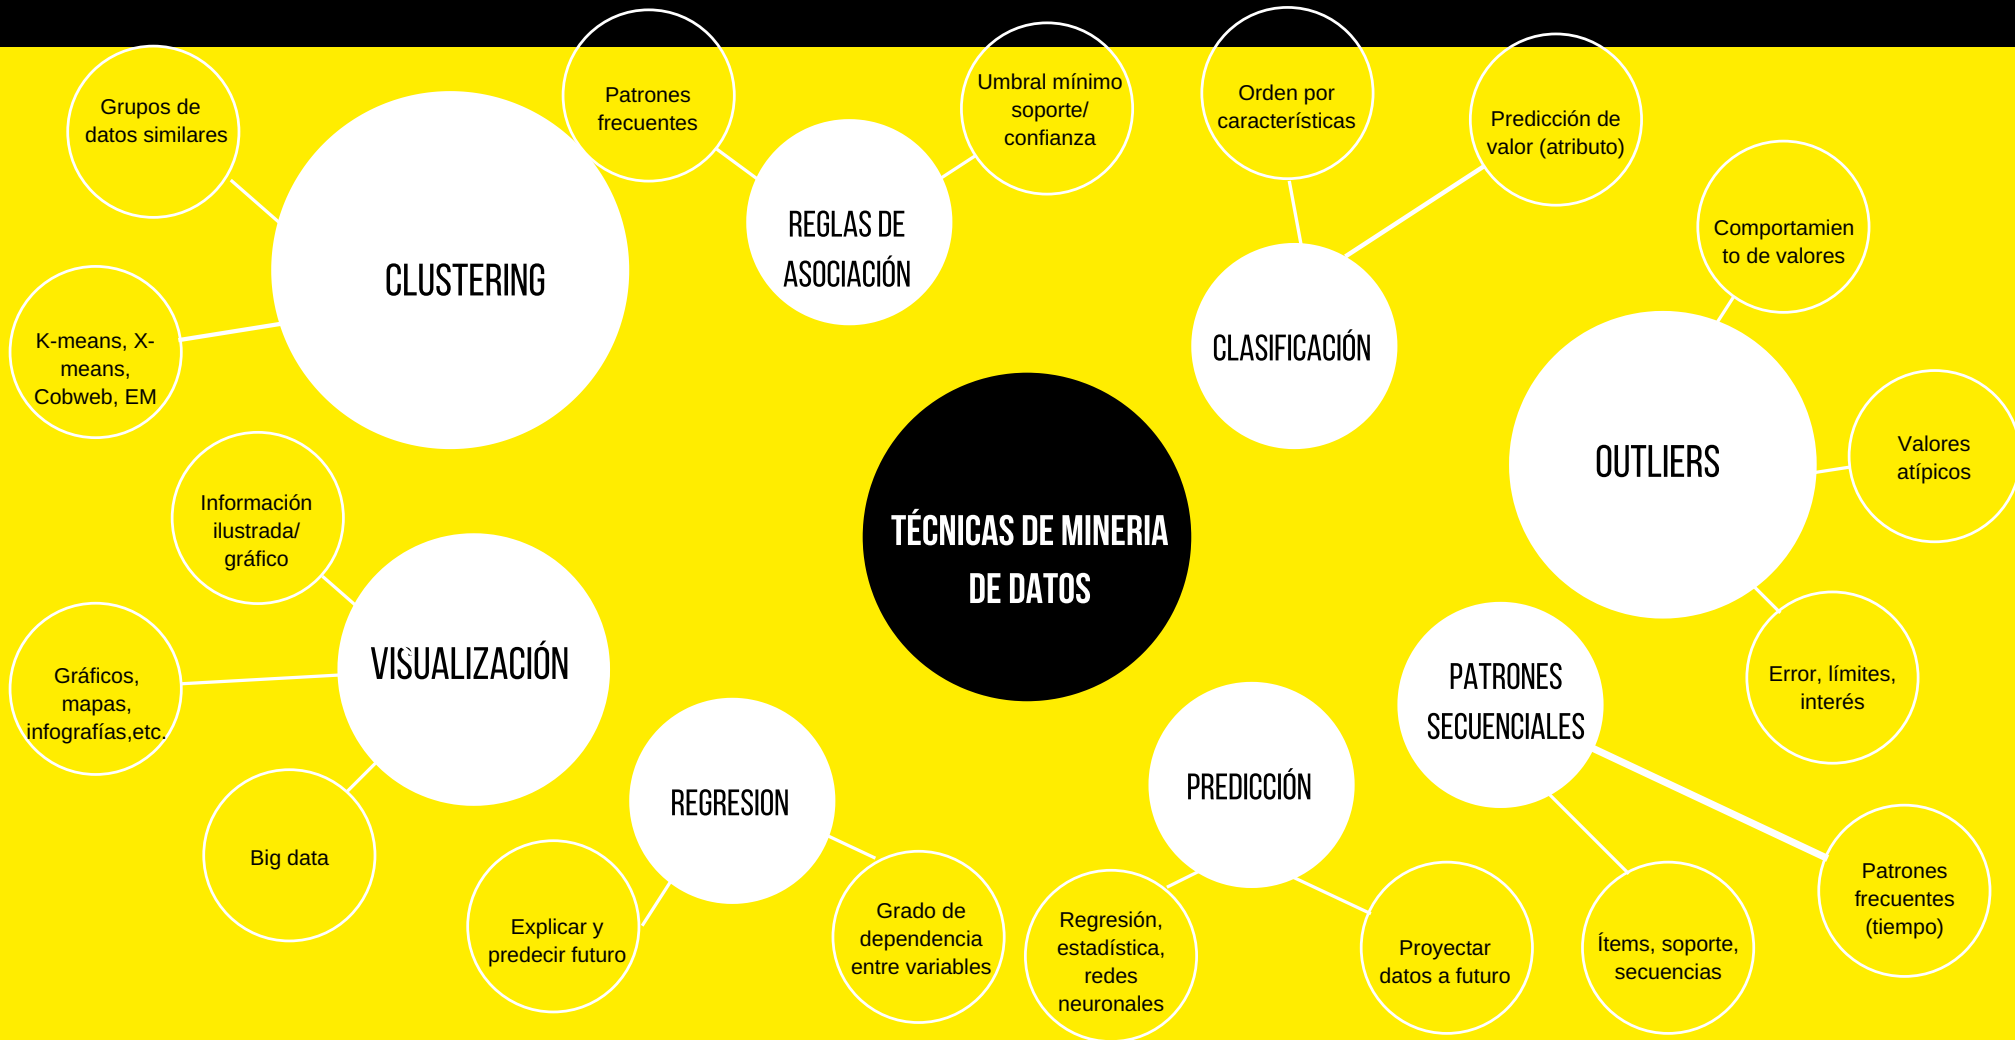 Grupos de
datos similares
K-means, X-
means,
Cobweb, EM
CLUSTERING
Patrones
frecuentes
Umbral mínimo
soporte/
confianza
REGLAS DE
ASOCIACIÓN
Orden por
características
Predicción de
valor (atributo)
CLASIFICACIÓN
Comportamien
to de valores
Valores
atípicos
Error, límites,
interés
OUTLIERS
TÉCNICAS DE MINERIA
DE DATOS
Información
ilustrada/
gráfico
Gráficos,
mapas,
infografías,etc.
Big data
VISUALIZACIÓN
REGRESION
Explicar y
predecir futuro
Grado de
dependencia
entre variables
PREDICCIÓN
Regresión,
estadística,
redes
neuronales
Proyectar
datos a futuro
PATRONES
SECUENCIALES
Ítems, soporte,
secuencias
Patrones
frecuentes
(tiempo)